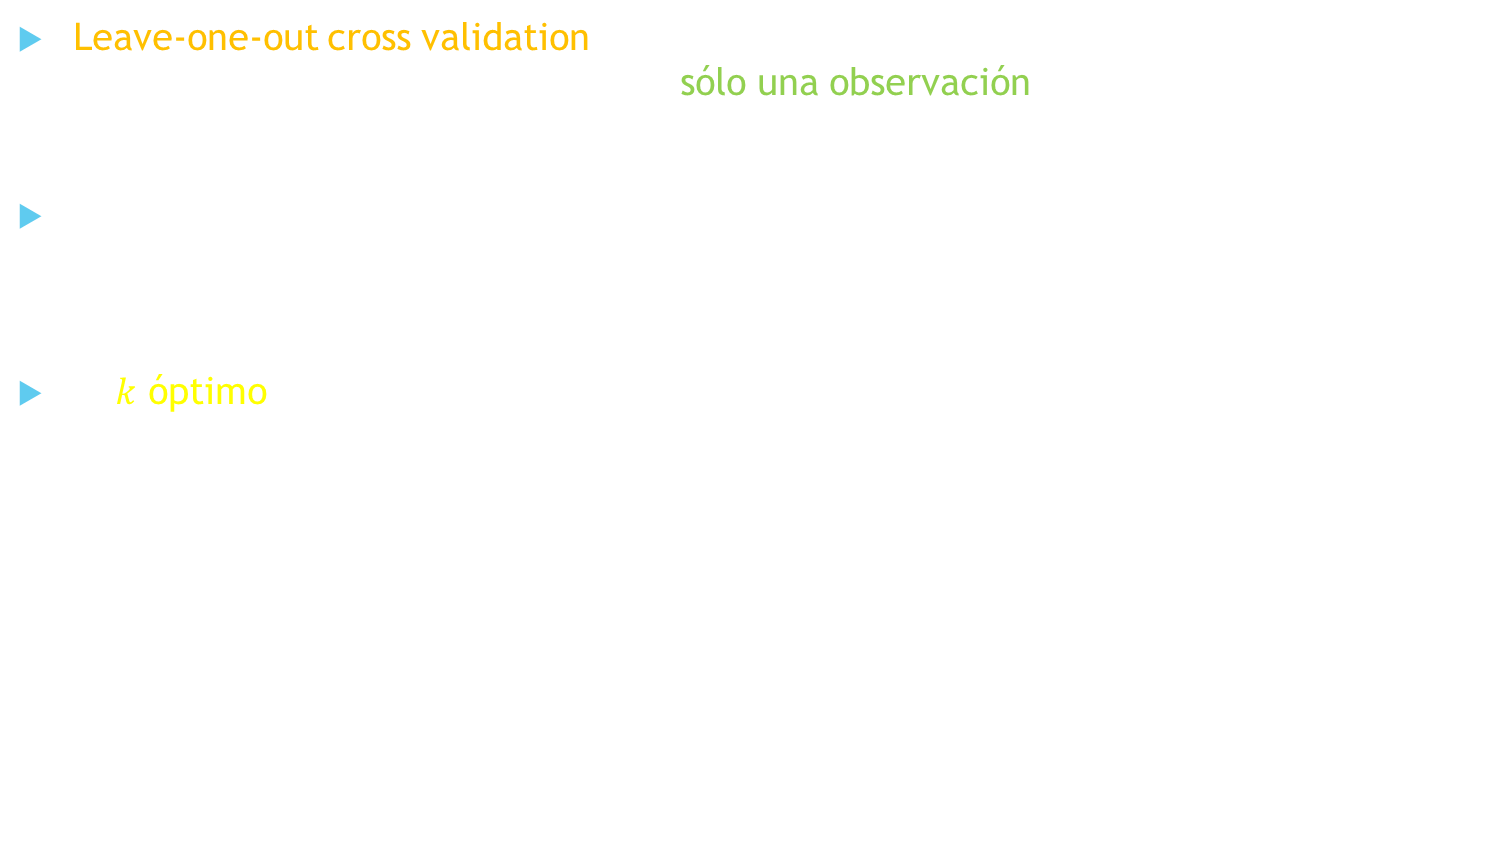 Leave-one-out cross validation
sólo una observación
k óptimo